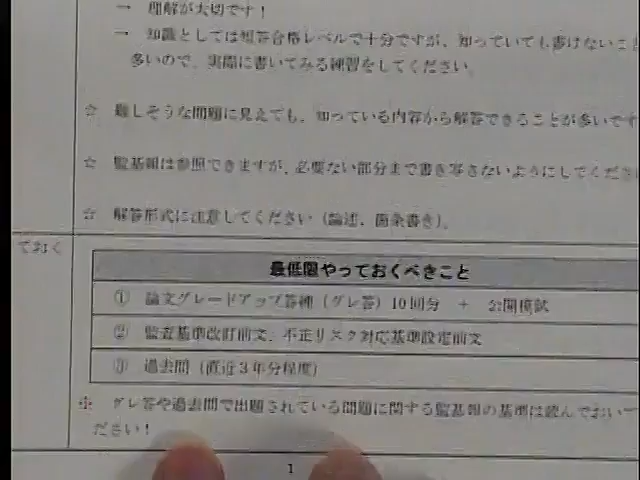 → 理解が大切です！
→ 知識としては短答合格レベルで十分ですが、知っていても書けないこ
多いので、実際に書いてみる練習をしてください。
☆ 難しそうな問題に見えても、知っている内容から解答できることが多いです
☆ 監基報は参照できますが、必要ない部分まで書き写さないようにしてくださ
☆ 解答形式に注意してください（論述、箇条書き）。
ておく
最低限やっておくべきこと
① 論文グレードアップ答練（グレ答）10回分 ＋ 公開模試
② 監査基準改訂前文、不正リスク対応基準設定前文
③ 過去問（直近3年分程度）
※ グレ答や過去問で出題されている問題に関する監基報の基準は読んでおいて
ださい！
1